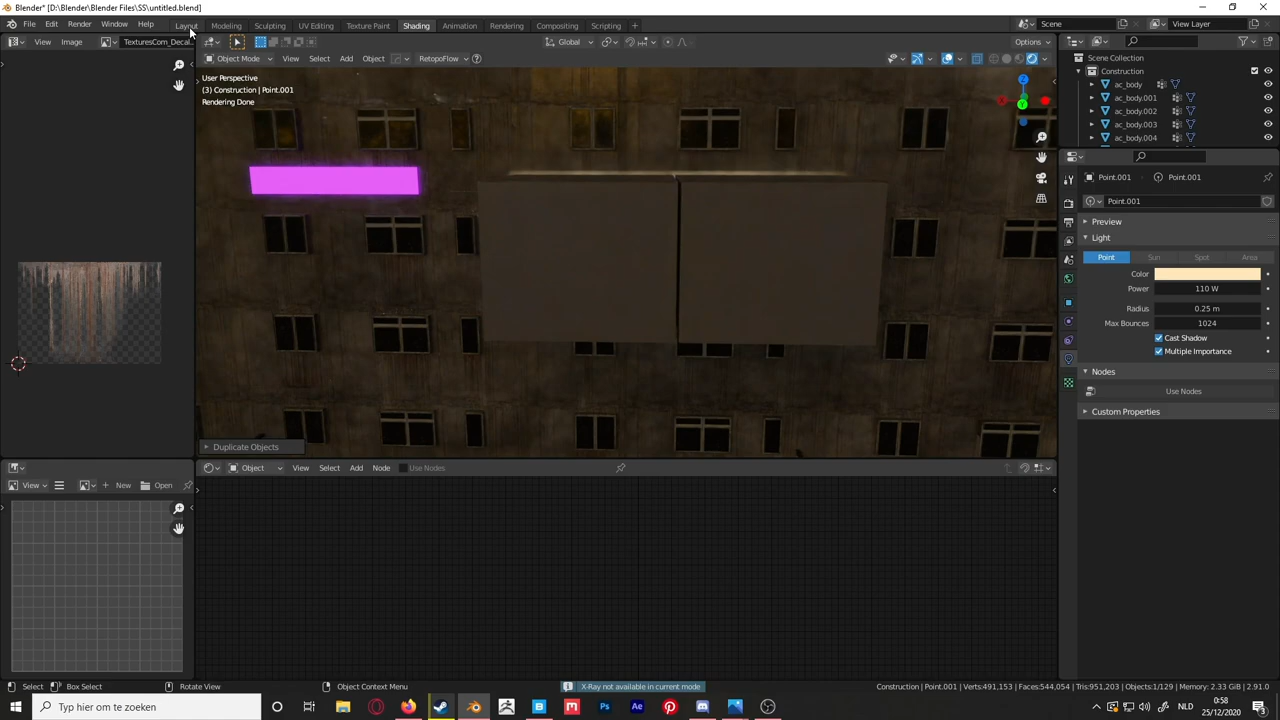 Blender* [D:\Blender\Blender Files\SS\untitled.blend]
File Edit Render Window Help Layout Modeling Sculpting UV Editing Texture Paint Shading Animation Rendering Compositing Scripting + Scene View Layer
View Image TexturesCom_Decal... Global Options
Object Mode View Select Add Object RetopoFlow
Scene Collection
Construction
User Perspective
(3) Construction | Point.001
Rendering Done
ac_body
ac_body.001
ac_body.002
ac_body.003
ac_body.004
Point.001 Point.001
Point.001
Preview
Light
Point Sun Spot Area
Color
Power 110 W
Radius 0.25 m
Max Bounces 1024
Cast Shadow
Multiple Importance
Nodes
Use Nodes
Custom Properties
Duplicate Objects
Object View Select Add Node Use Nodes
View New Open
Select Box Select Rotate View Object Context Menu X-Ray not available in current mode Construction | Point.001 | Verts:491,153 | Faces:544,054 | Tris:951,203 | Objects:1/129 | Memory: 2.33 GiB | 2.91
Typ hier om te zoeken
NLD
0:58
25/12/2020